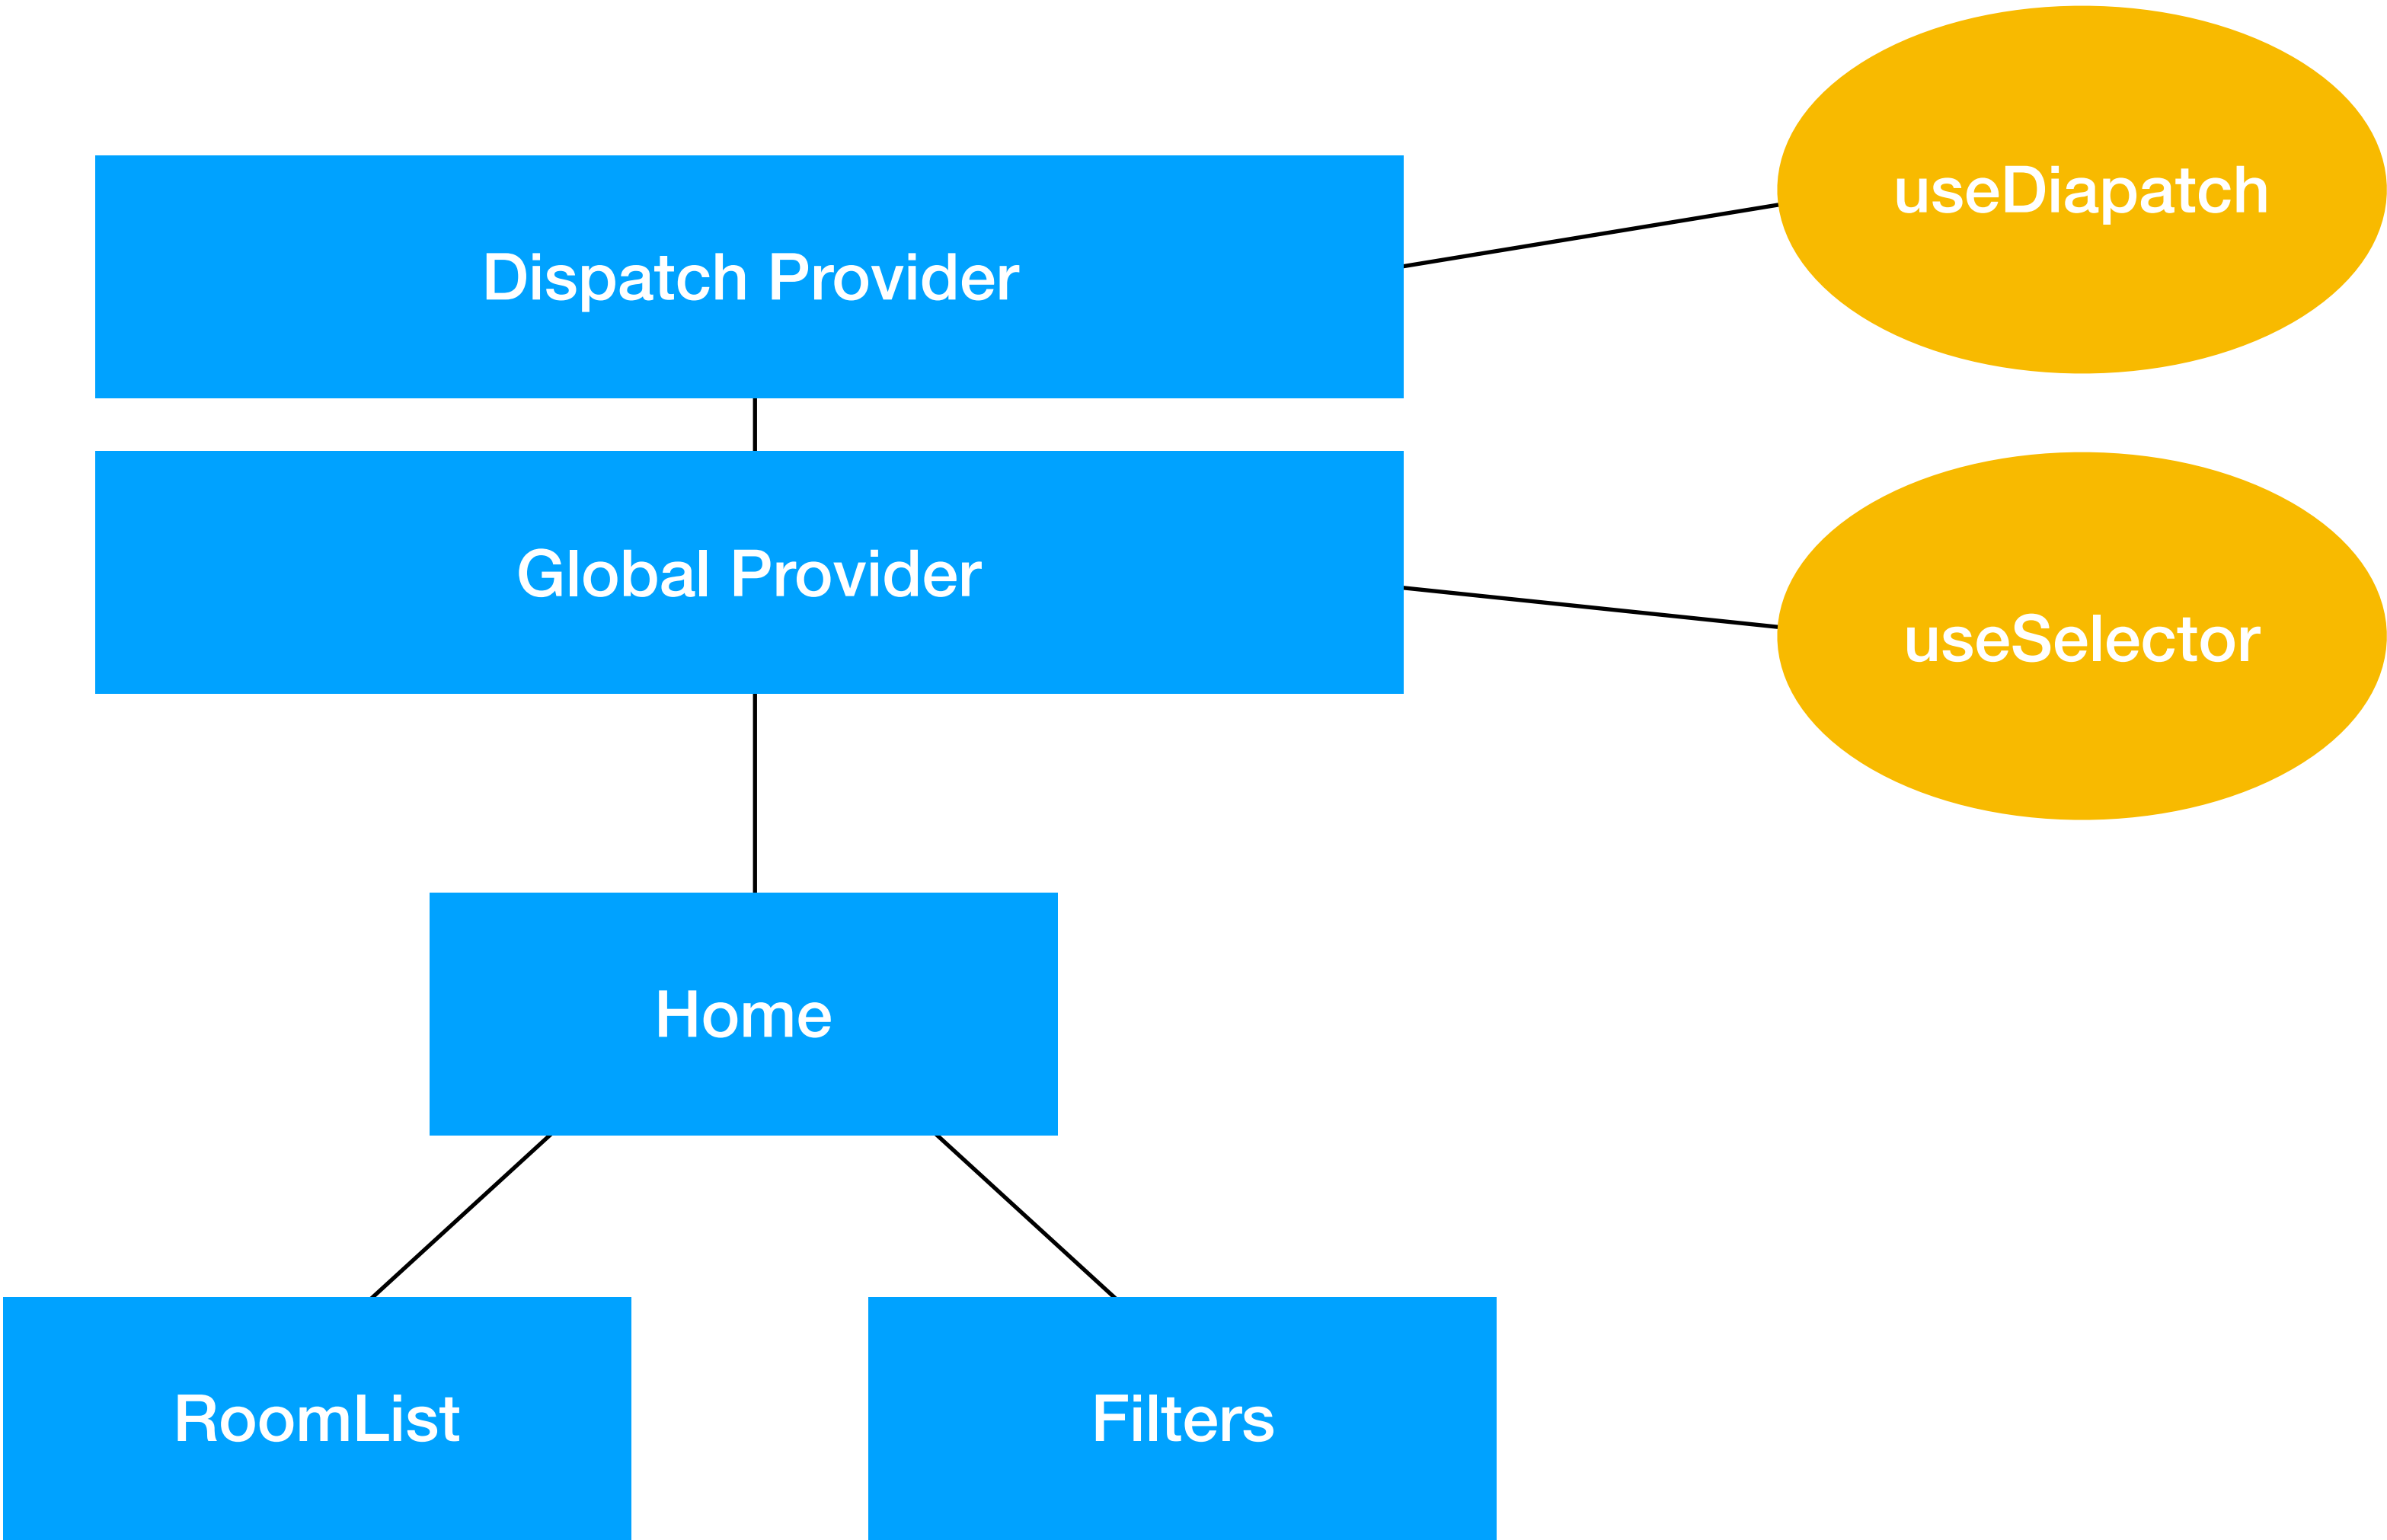 useDiapatch
Dispatch Provider
Global Provider
useSelector
Home
RoomList
Filters